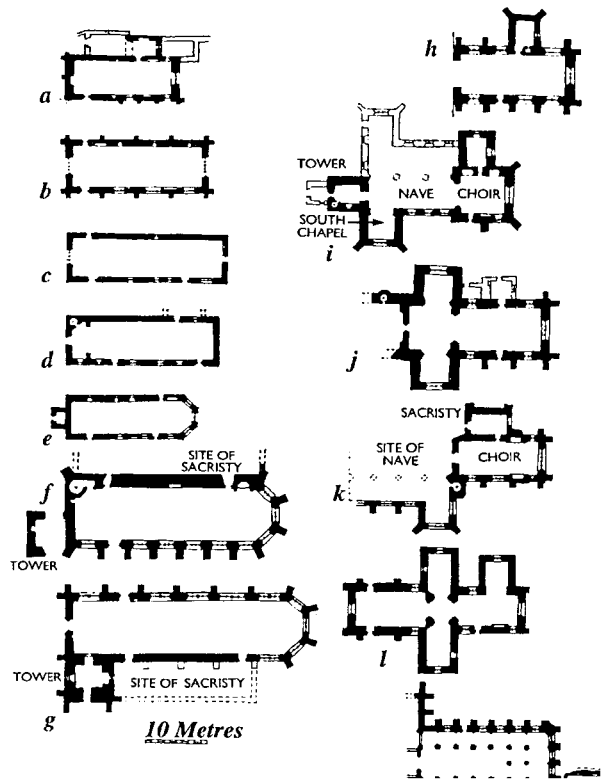 a
b
c
d
e
SITE OF
SACRISTY
f
TOWER
TOWER
SITE OF SACRISTY
g
10 Metres
h
TOWER
NAVE
CHOIR
SOUTH
CHAPEL
i
j
SACRISTY
SITE OF
NAVE
CHOIR
k
l